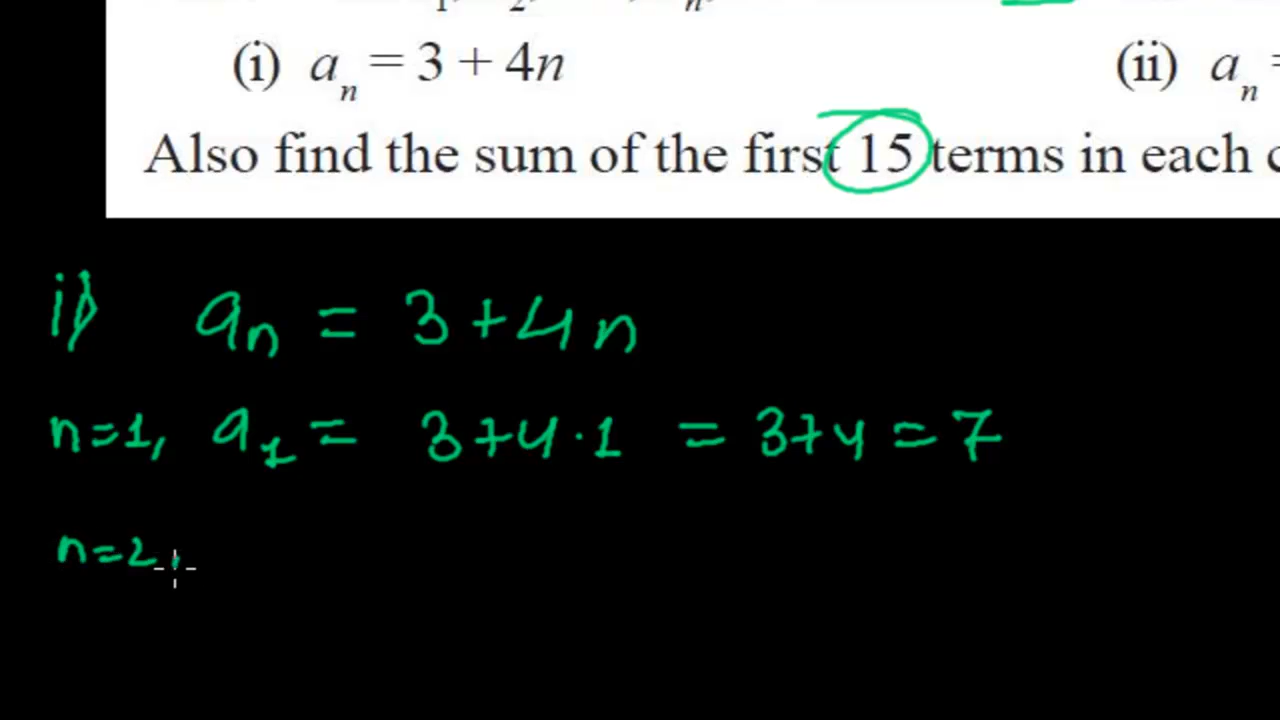 (i) aₙ = 3 + 4n (ii) aₙ =
Also find the sum of the first 15 terms in each
i) aₙ = 3 + 4n
n=1, a₁ = 3+4·1 = 3+4 = 7
n=2,